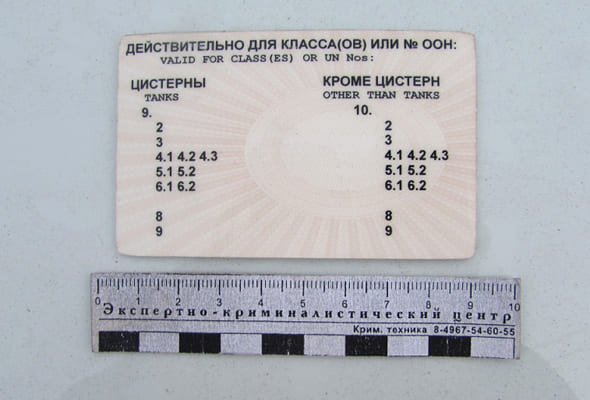 ДЕЙСТВИТЕЛЬНО ДЛЯ КЛАССА(ОВ) ИЛИ № ООН:
VALID FOR CLASS(ES) OR UN Nos:
ЦИСТЕРНЫ
TANKS
9.
2
3
4.1 4.2 4.3
5.1 5.2
6.1 6.2
8
9
КРОМЕ ЦИСТЕРН
OTHER THAN TANKS
10.
2
3
4.1 4.2 4.3
5.1 5.2
6.1 6.2
8
9
0 1 2 3 4 5 6 7 8 9 10
Экспертно-криминалистический центр
Крим. техника 8-4967-54-60-55